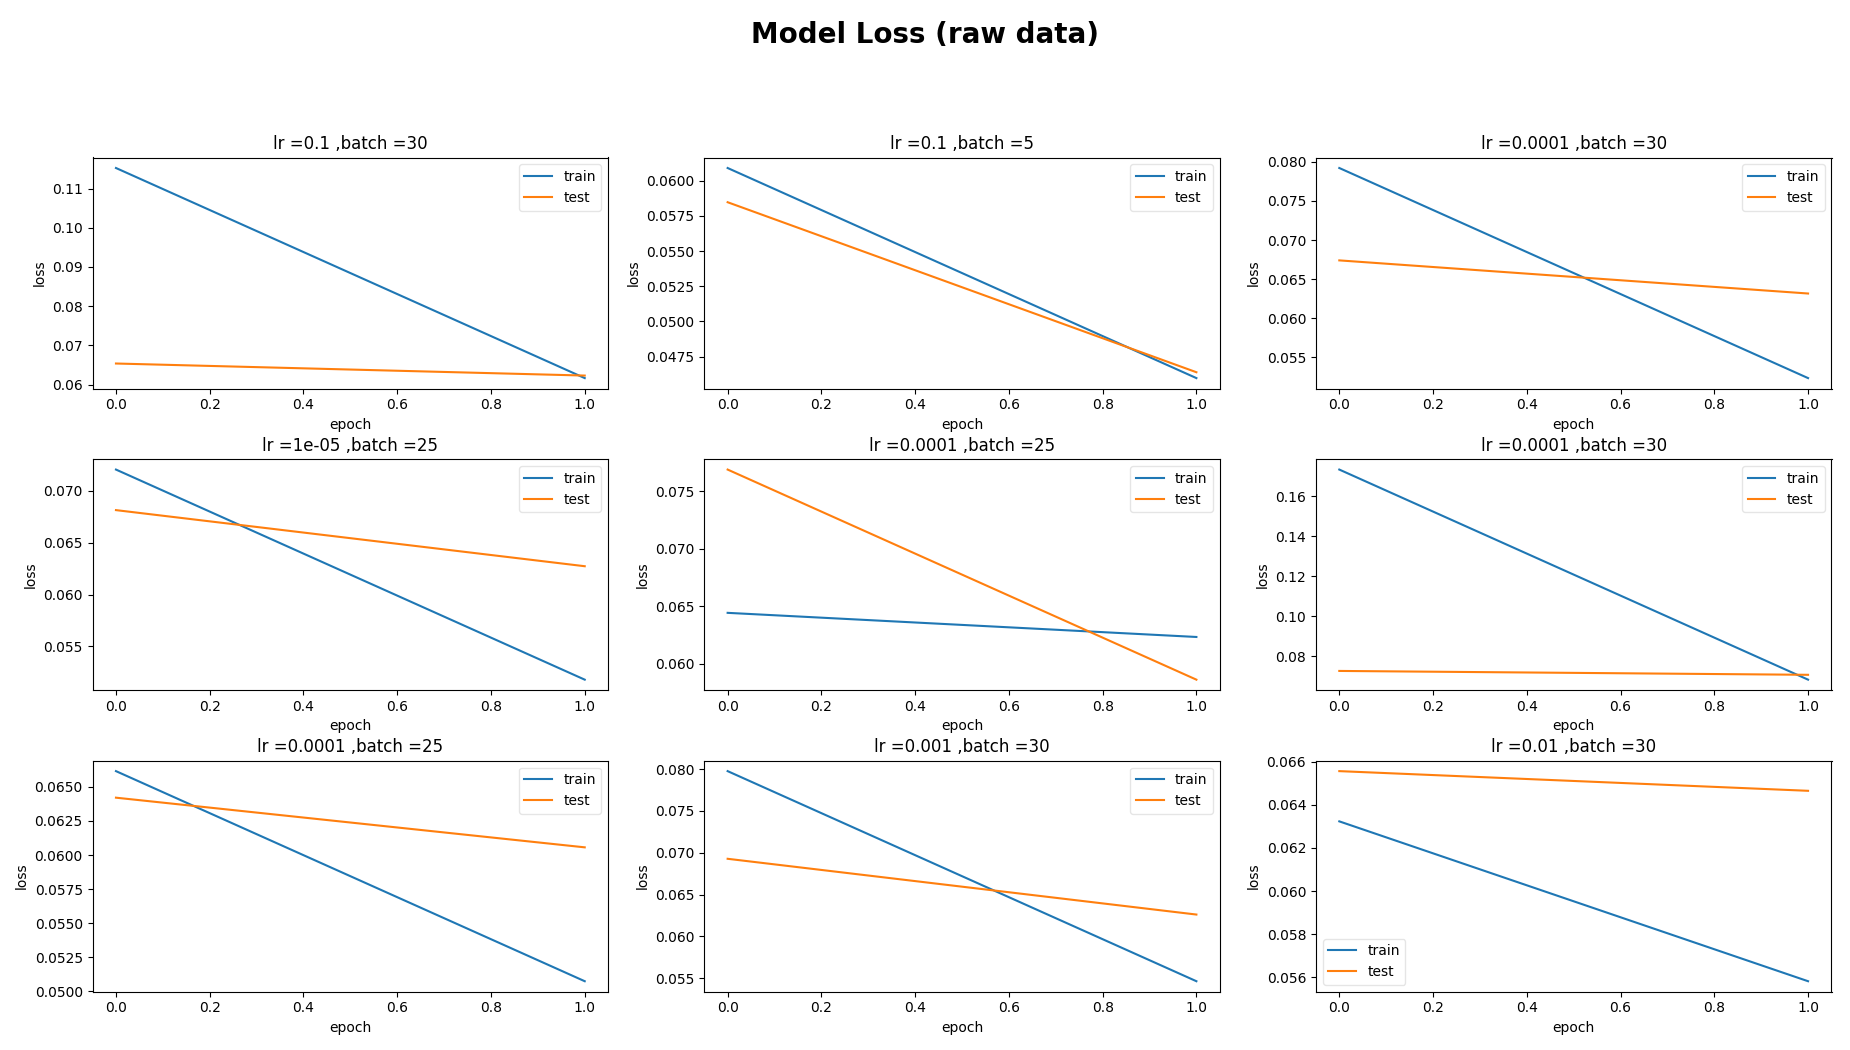 Model Loss (raw data)
lr =0.1 ,batch =30
train
test
0.11
0.10
0.09
0.08
0.07
0.06
loss
0.0 0.2 0.4 0.6 0.8 1.0
epoch
lr =0.1 ,batch =5
train
test
0.0600
0.0575
0.0550
0.0525
0.0500
0.0475
loss
0.0 0.2 0.4 0.6 0.8 1.0
epoch
lr =0.0001 ,batch =30
train
test
0.080
0.075
0.070
0.065
0.060
0.055
loss
0.0 0.2 0.4 0.6 0.8 1.0
epoch
lr =1e-05 ,batch =25
train
test
0.070
0.065
0.060
0.055
loss
0.0 0.2 0.4 0.6 0.8 1.0
epoch
lr =0.0001 ,batch =25
train
test
0.075
0.070
0.065
0.060
loss
0.0 0.2 0.4 0.6 0.8 1.0
epoch
lr =0.0001 ,batch =30
train
test
0.16
0.14
0.12
0.10
0.08
loss
0.0 0.2 0.4 0.6 0.8 1.0
epoch
lr =0.0001 ,batch =25
train
test
0.0650
0.0625
0.0600
0.0575
0.0550
0.0525
0.0500
loss
0.0 0.2 0.4 0.6 0.8 1.0
epoch
lr =0.001 ,batch =30
train
test
0.080
0.075
0.070
0.065
0.060
0.055
loss
0.0 0.2 0.4 0.6 0.8 1.0
epoch
lr =0.01 ,batch =30
0.066
0.064
0.062
0.060
0.058
0.056
loss
train
test
0.0 0.2 0.4 0.6 0.8 1.0
epoch